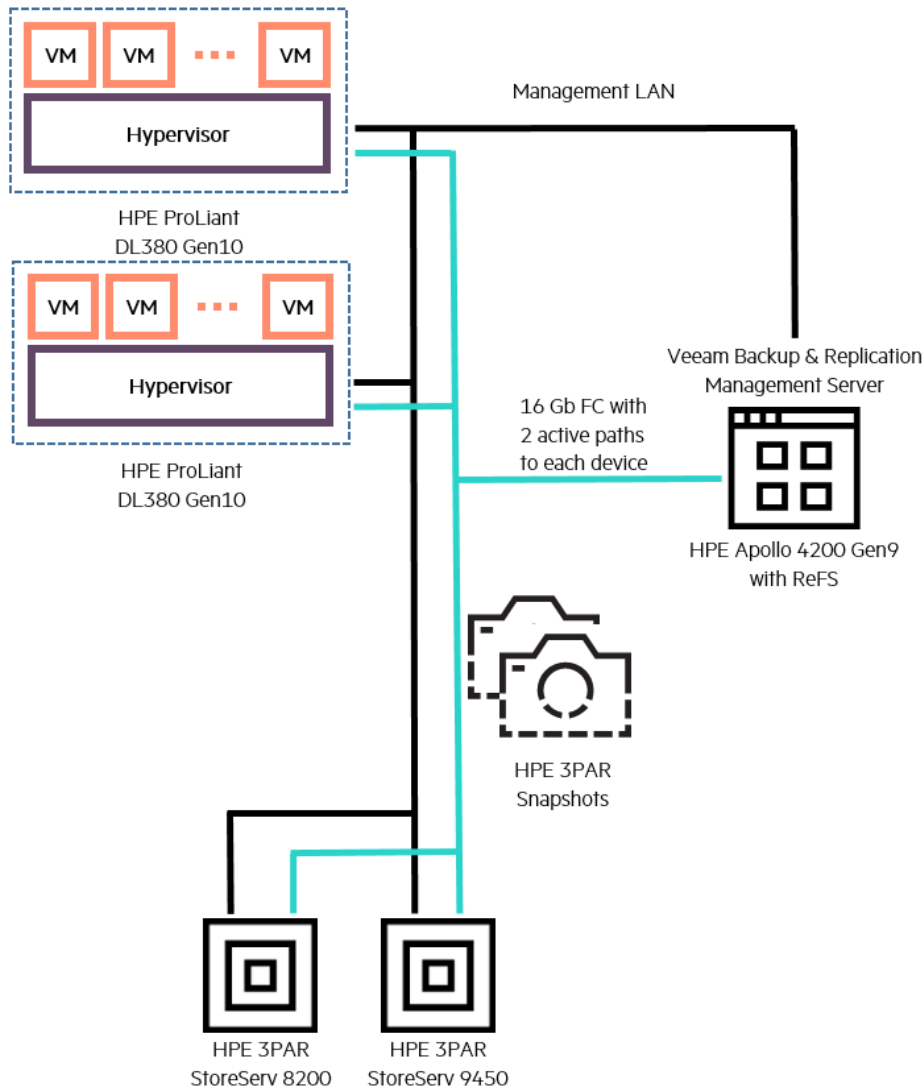 VM VM VM
Hypervisor
HPE ProLiant
DL380 Gen10
VM VM VM
Hypervisor
HPE ProLiant
DL380 Gen10
Management LAN
Veeam Backup & Replication
Management Server
16 Gb FC with
2 active paths
to each device
HPE Apollo 4200 Gen9
with ReFS
HPE 3PAR
Snapshots
HPE 3PAR
StoreServ 8200
HPE 3PAR
StoreServ 9450